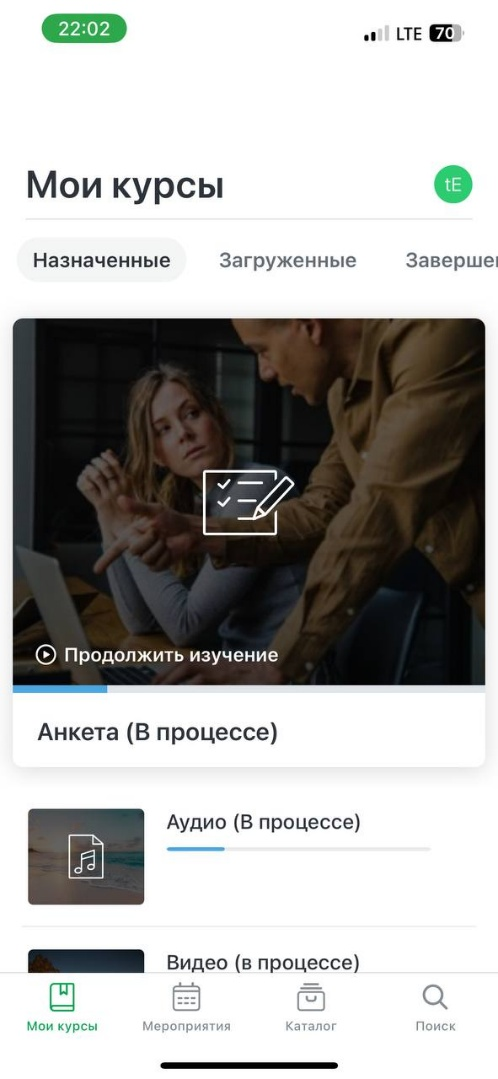 22:02
LTE 70
Мои курсы
tE
Назначенные Загруженные Заверше
Продолжить изучение
Анкета (В процессе)
Аудио (В процессе)
Видео (в процессе)
Мои курсы Мероприятия Каталог Поиск